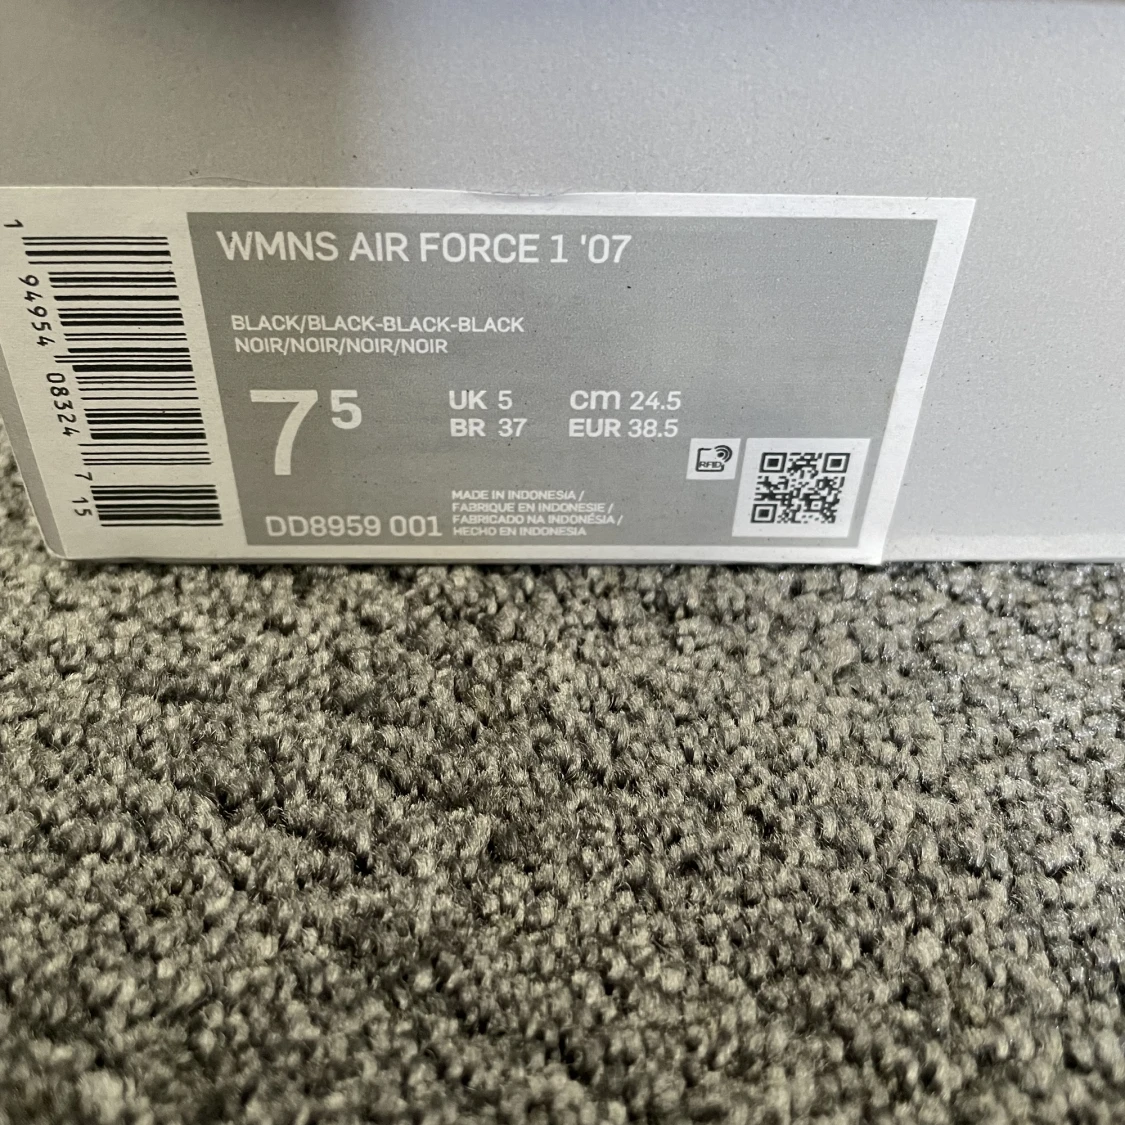 WMNS AIR FORCE 1 '07
BLACK/BLACK-BLACK-BLACK
NOIR/NOIR/NOIR/NOIR
7 5
UK 5 cm 24.5
BR 37 EUR 38.5
RFID
MADE IN INDONESIA /
FABRIQUE EN INDONESIE /
FABRICADO NA INDONÉSIA /
HECHO EN INDONESIA
DD8959 001
1 94954 08324 7 15